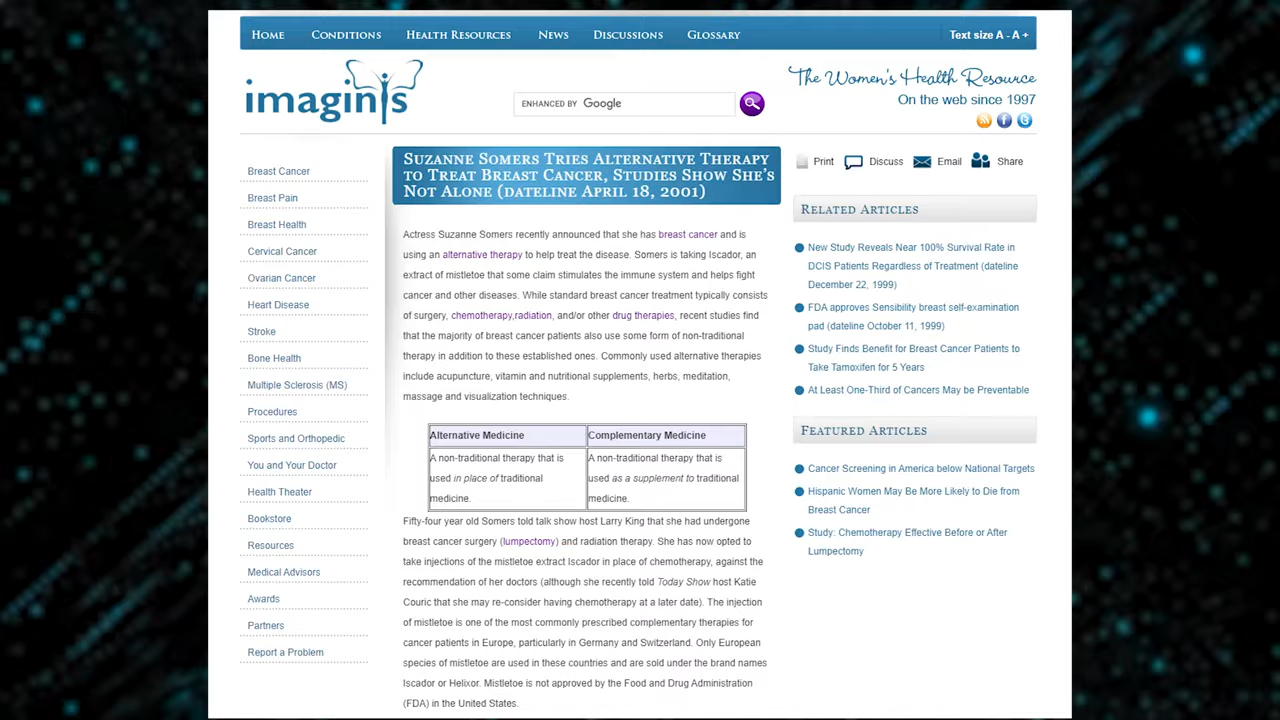 Home
Conditions
Health Resources
News
Discussions
Glossary
Text size A - A +
imaginis
ENHANCED BY Google
The Women's Health Resource
On the web since 1997
Breast Cancer
Breast Pain
Breast Health
Cervical Cancer
Ovarian Cancer
Heart Disease
Stroke
Bone Health
Multiple Sclerosis (MS)
Procedures
Sports and Orthopedic
You and Your Doctor
Health Theater
Bookstore
Resources
Medical Advisors
Awards
Partners
Report a Problem
Suzanne Somers Tries Alternative Therapy
to Treat Breast Cancer, Studies Show She's
Not Alone (dateline April 18, 2001)
Actress Suzanne Somers recently announced that she has breast cancer and is
using an alternative therapy to help treat the disease. Somers is taking Iscador, an
extract of mistletoe that some claim stimulates the immune system and helps fight
cancer and other diseases. While standard breast cancer treatment typically consists
of surgery, chemotherapy,radiation, and/or other drug therapies, recent studies find
that the majority of breast cancer patients also use some form of non-traditional
therapy in addition to these established ones. Commonly used alternative therapies
include acupuncture, vitamin and nutritional supplements, herbs, meditation,
massage and visualization techniques.
Alternative Medicine
A non-traditional therapy that is
used in place of traditional
medicine.
Complementary Medicine
A non-traditional therapy that is
used as a supplement to traditional
medicine.
Fifty-four year old Somers told talk show host Larry King that she had undergone
breast cancer surgery (lumpectomy) and radiation therapy. She has now opted to
take injections of the mistletoe extract Iscador in place of chemotherapy, against the
recommendation of her doctors (although she recently told Today Show host Katie
Couric that she may re-consider having chemotherapy at a later date). The injection
of mistletoe is one of the most commonly prescribed complementary therapies for
cancer patients in Europe, particularly in Germany and Switzerland. Only European
species of mistletoe are used in these countries and are sold under the brand names
Iscador or Helixor. Mistletoe is not approved by the Food and Drug Administration
(FDA) in the United States.
Print
Discuss
Email
Share
Related Articles
New Study Reveals Near 100% Survival Rate in
DCIS Patients Regardless of Treatment (dateline
December 22, 1999)
FDA approves Sensibility breast self-examination
pad (dateline October 11, 1999)
Study Finds Benefit for Breast Cancer Patients to
Take Tamoxifen for 5 Years
At Least One-Third of Cancers May be Preventable
Featured Articles
Cancer Screening in America below National Targets
Hispanic Women May Be More Likely to Die from
Breast Cancer
Study: Chemotherapy Effective Before or After
Lumpectomy